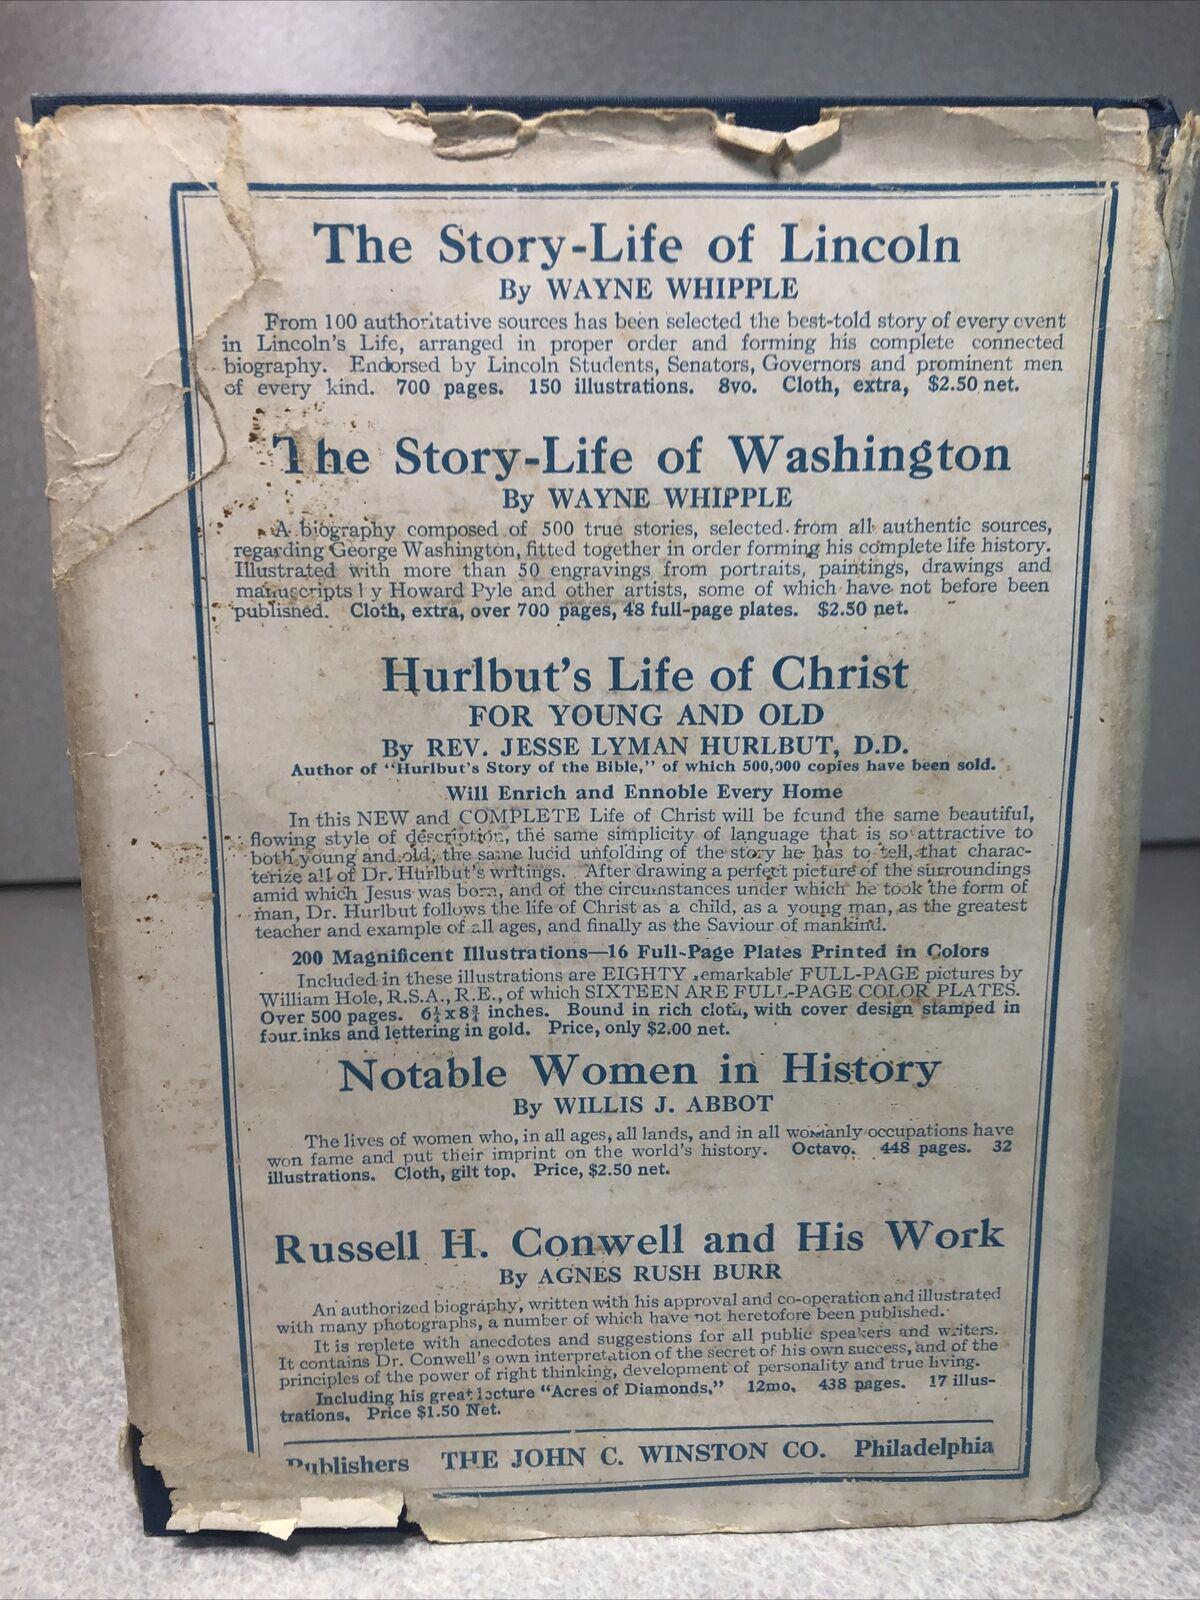 The Story-Life of Lincoln
By WAYNE WHIPPLE
From 100 authoritative sources has been selected the best-told story of every event
in Lincoln's Life, arranged in proper order and forming his complete connected
biography. Endorsed by Lincoln Students, Senators, Governors and prominent men
of every kind. 700 pages. 150 illustrations. 8vo. Cloth, extra, $2.50 net.
The Story-Life of Washington
By WAYNE WHIPPLE
A biography composed of 500 true stories, selected from all authentic sources,
regarding George Washington, fitted together in order forming his complete life history.
Illustrated with more than 50 engravings from portraits, paintings, drawings and
manuscripts by Howard Pyle and other artists, some of which have not before been
published. Cloth, extra, over 700 pages, 48 full-page plates. $2.50 net.
Hurlbut's Life of Christ
FOR YOUNG AND OLD
By REV. JESSE LYMAN HURLBUT, D.D.
Author of "Hurlbut's Story of the Bible," of which 500,000 copies have been sold.
Will Enrich and Ennoble Every Home
In this NEW and COMPLETE Life of Christ will be found the same beautiful,
flowing style of description, the same simplicity of language that is so attractive to
both young and old, the same lucid unfolding of the story he has to tell, that charac-
terize all of Dr. Hurlbut's writings. After drawing a perfect picture of the surroundings
amid which Jesus was born, and of the circumstances under which he took the form of
man, Dr. Hurlbut follows the life of Christ as a child, as a young man, as the greatest
teacher and example of all ages, and finally as the Saviour of mankind.
200 Magnificent Illustrations—16 Full-Page Plates Printed in Colors
Included in these illustrations are EIGHTY remarkable FULL-PAGE pictures by
William Hole, R.S.A., R.E., of which SIXTEEN ARE FULL-PAGE COLOR PLATES.
Over 500 pages. 6¼x8¾ inches. Bound in rich cloth, with cover design stamped in
four inks and lettering in gold. Price, only $2.00 net.
Notable Women in History
By WILLIS J. ABBOT
The lives of women who, in all ages, all lands, and in all womanly occupations have
won fame and put their imprint on the world's history. Octavo. 448 pages. 32
illustrations. Cloth, gilt top. Price, $2.50 net.
Russell H. Conwell and His Work
By AGNES RUSH BURR
An authorized biography, written with his approval and co-operation and illustrated
with many photographs, a number of which have not heretofore been published.
It is replete with anecdotes and suggestions for all public speakers and writers.
It contains Dr. Conwell's own interpretation of the secret of his own success, and of the
principles of the power of right thinking, development of personality and true living.
Including his great lecture "Acres of Diamonds," 12mo. 438 pages. 17 illus-
trations. Price $1.50 Net.
Publishers THE JOHN C. WINSTON CO. Philadelphia